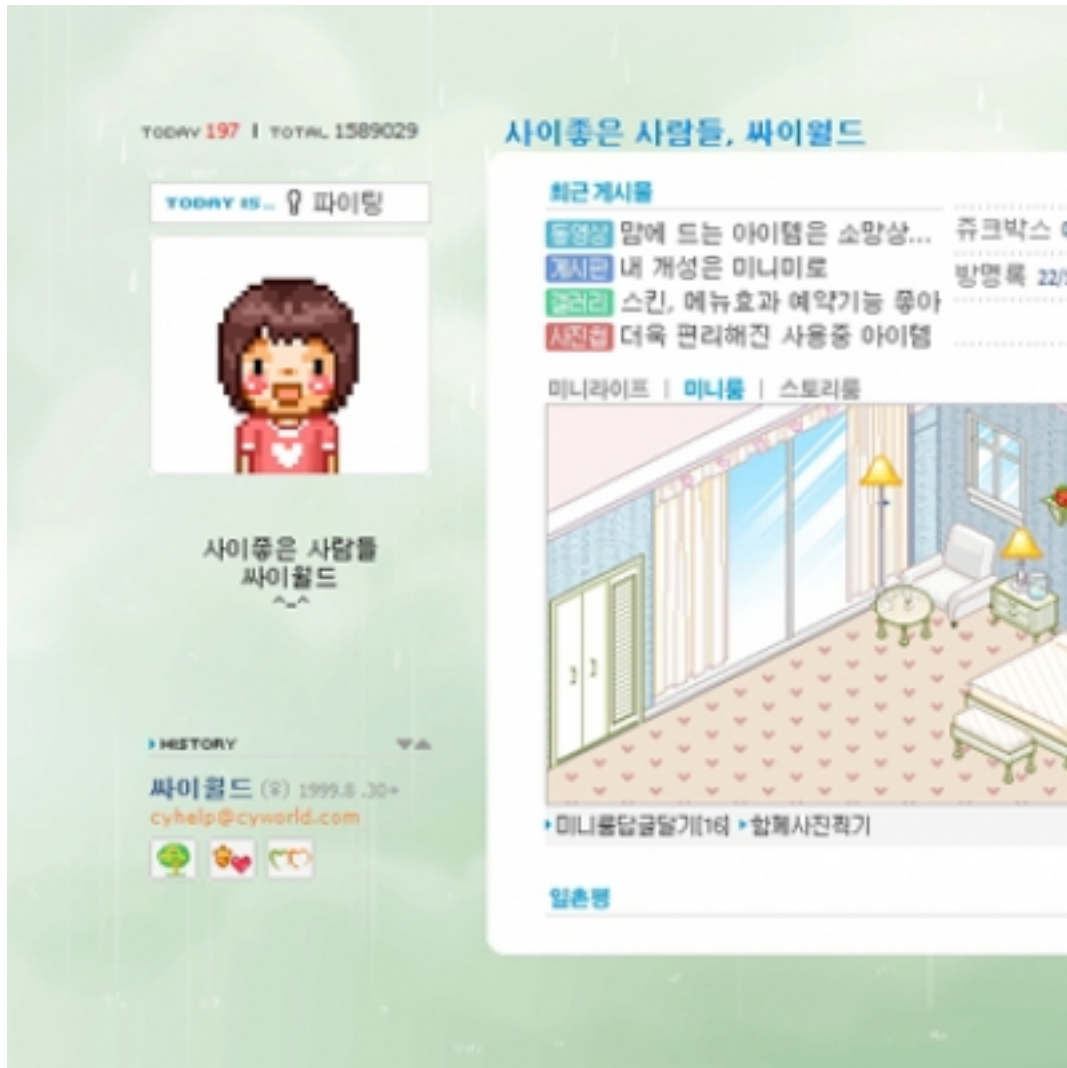 TODAY 197 | TOTAL 1589029
사이좋은 사람들, 싸이월드
TODAY IS... 파이팅
최근 게시물
동영상 맘에 드는 아이템은 소망상...
게시판 내 개성은 미니미로
갤러리 스킨, 메뉴효과 예약기능 좋아
사진첩 더욱 편리해진 사용중 아이템
쥬크박스
방명록 22/
미니라이프 | 미니룸 | 스토리룸
사이좋은 사람들
싸이월드
^_^
HISTORY
싸이월드 (우) 1999.8 .30+
cyhelp@cyworld.com
미니룸답글달기[16] 함께사진찍기
일촌평